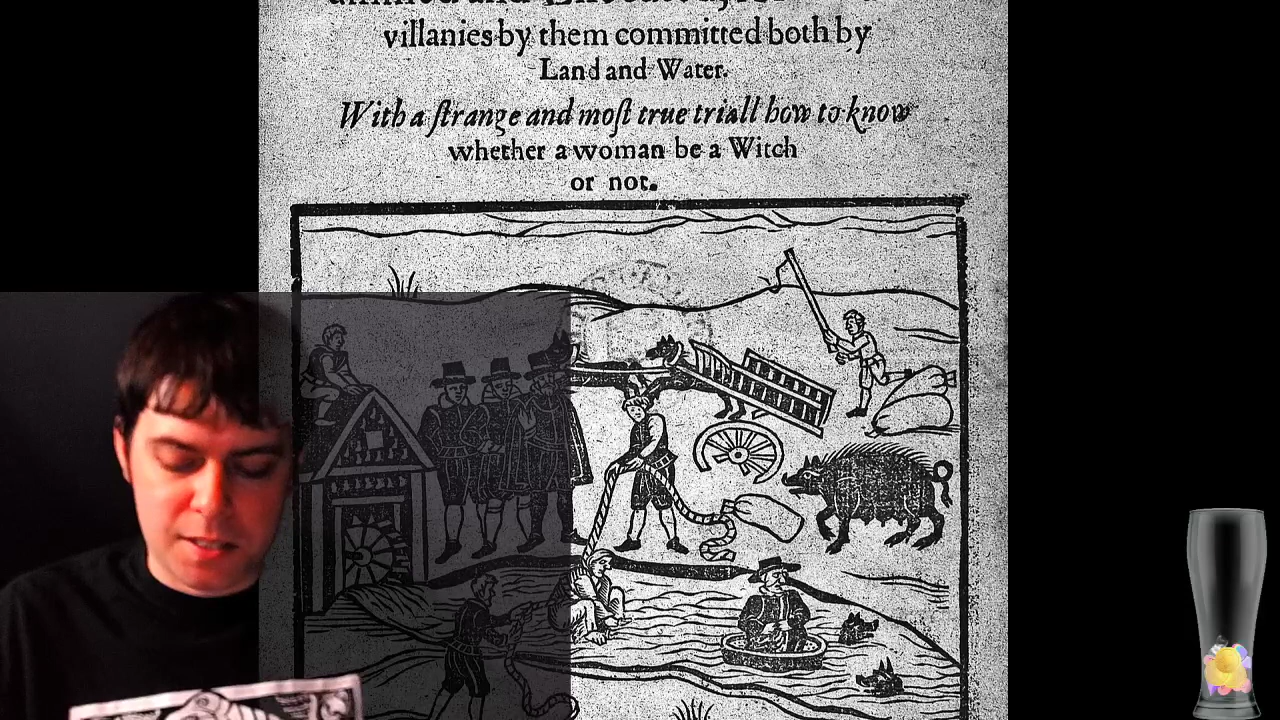 villanies by them committed both by
Land and Water.
With a ſtrange and moſt true triall how to know
whether a woman be a Witch
or not.